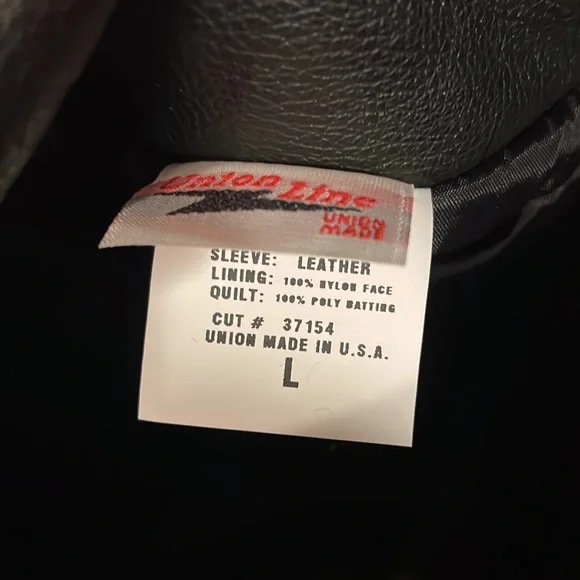 Union Line
UNION
MADE
SLEEVE: LEATHER
LINING: 100% NYLON FACE
QUILT: 100% POLY BATTING
CUT # 37154
UNION MADE IN U.S.A.
L